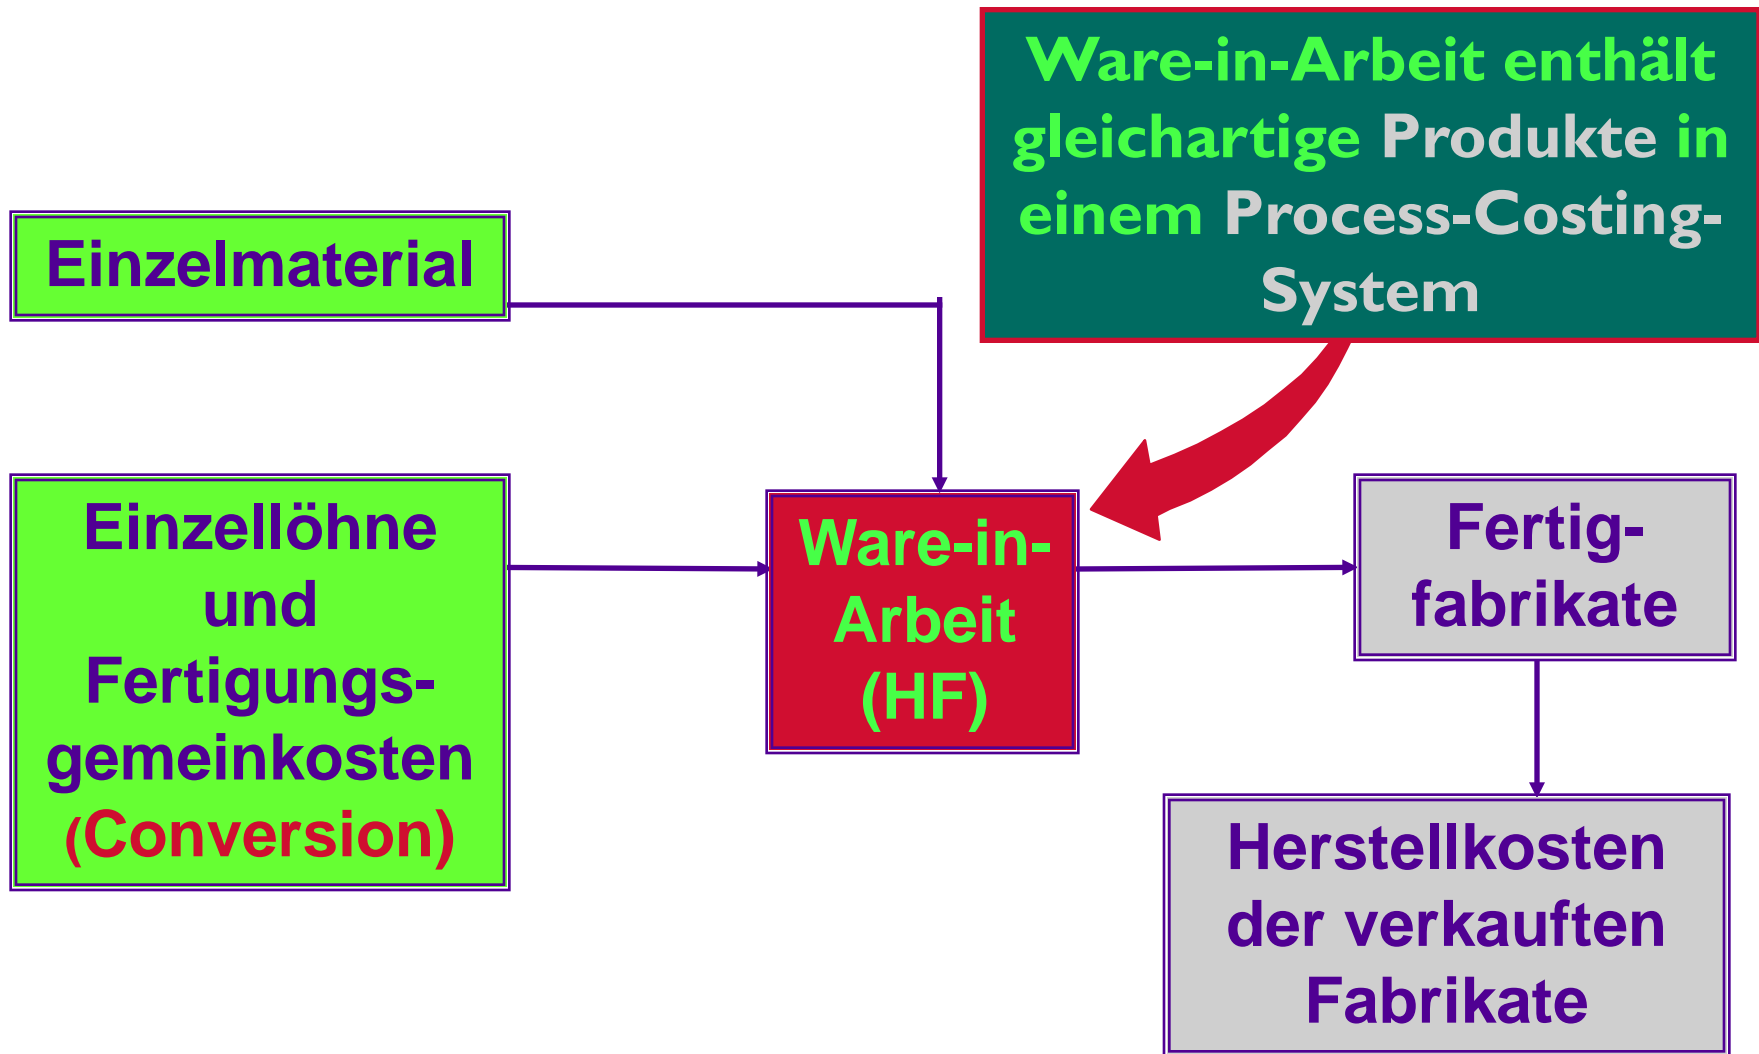 Ware-in-Arbeit enthält
gleichartige Produkte in
einem Process-Costing-
System
Einzelmaterial
Einzellöhne
und
Fertigungs-
gemeinkosten
(Conversion)
Ware-in-
Arbeit
(HF)
Fertig-
fabrikate
Herstellkosten
der verkauften
Fabrikate